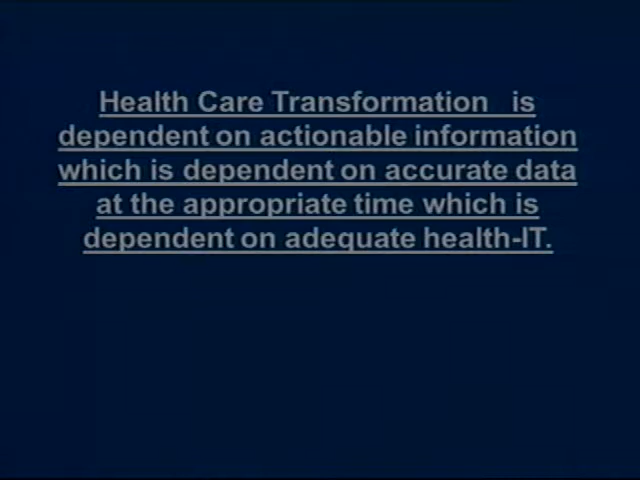 Health Care Transformation is
dependent on actionable information
which is dependent on accurate data
at the appropriate time which is
dependent on adequate health-IT.